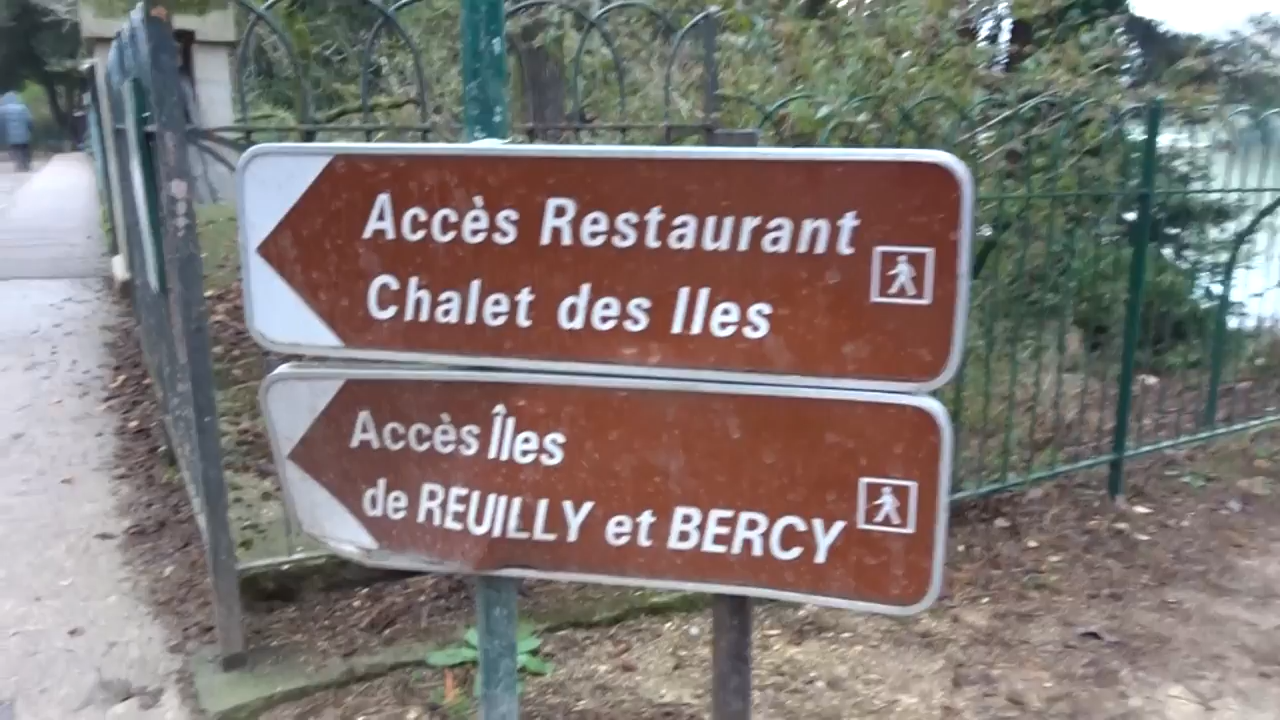 Accès Restaurant
Chalet des Iles
Accès Îles
de REUILLY et BERCY